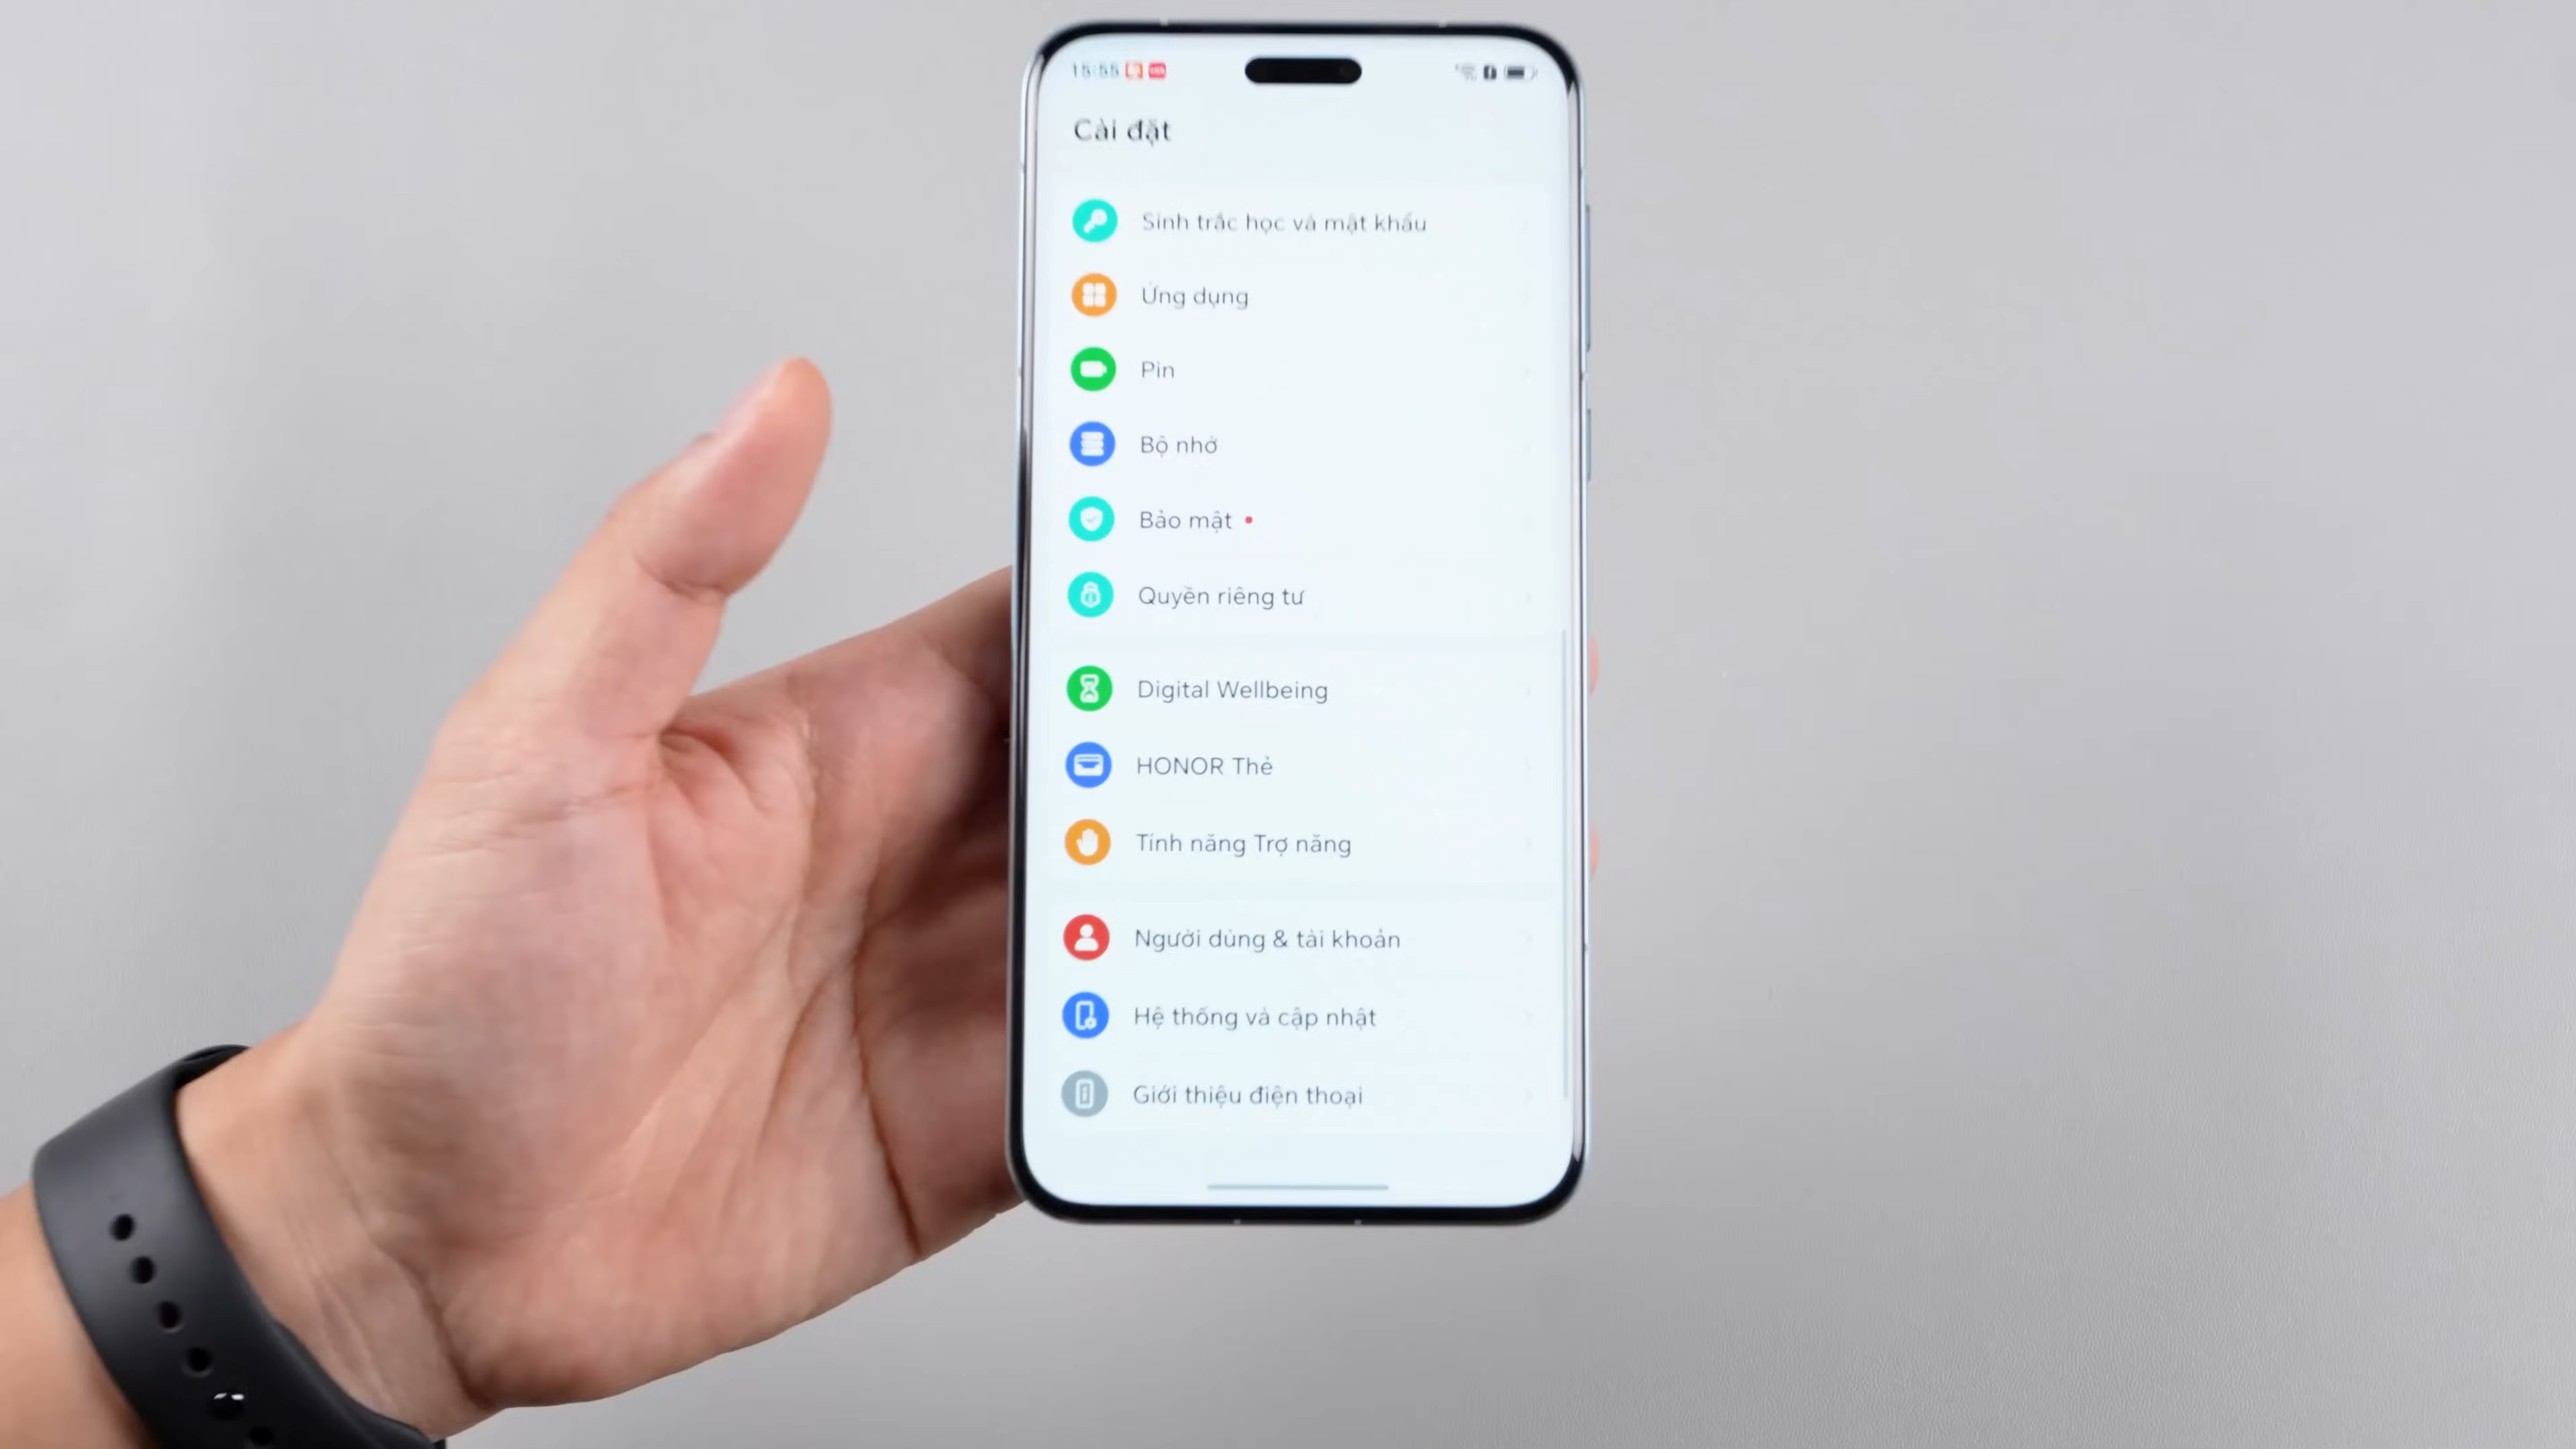 15:55
Cài đặt
Sinh trắc học và mật khẩu
Ứng dụng
Pin
Bộ nhớ
Bảo mật
Quyền riêng tư
Digital Wellbeing
HONOR Thẻ
Tính năng Trợ năng
Người dùng & tài khoản
Hệ thống và cập nhật
Giới thiệu điện thoại